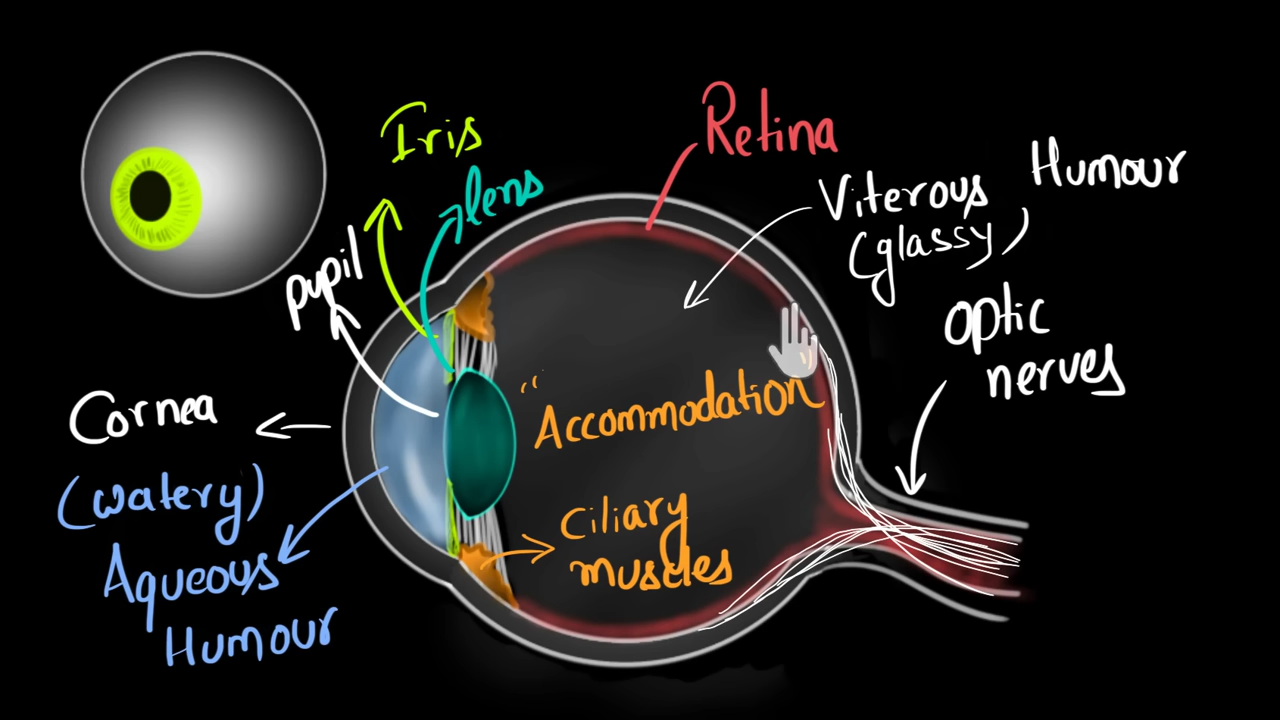 Iris
lens
pupil
Retina
Viterous Humour
(glassy)
Optic
nerves
Cornea
(watery)
Aqueous
Humour
"Accommodation"
Ciliary
muscles